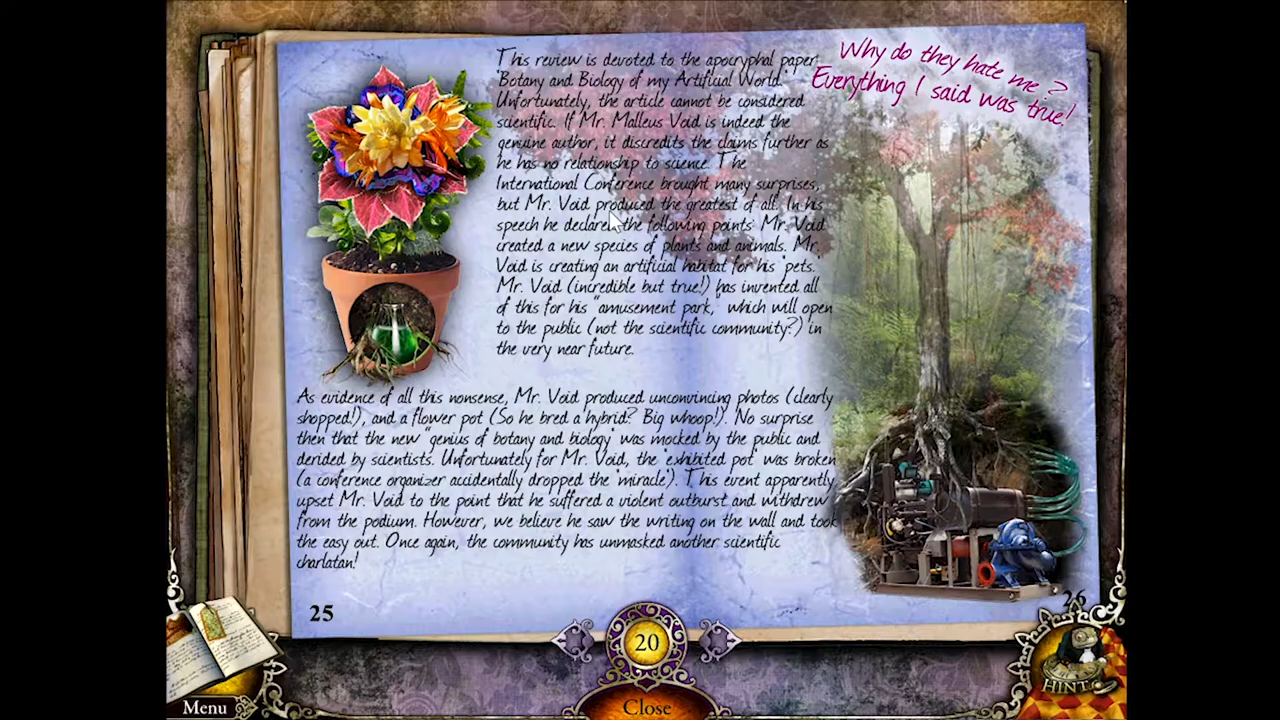 This review is devoted to the apocryphal paper
"Botany and Biology of my Artificial World."
Unfortunately, the article cannot be considered
scientific. If Mr. Malleus Void is indeed the
genuine author, it discredits the claims further as
he has no relationship to science. The
International Conference brought many surprises,
but Mr. Void produced the greatest of all. In his
speech he declared the following points: Mr. Void
created a new species of plants and animals. Mr.
Void is creating an artificial habitat for his "pets."
Mr. Void (incredible but true!) has invented all
of this for his "amusement park," which will open
to the public (not the scientific community?) in
the very near future.
As evidence of all this nonsense, Mr. Void produced unconvincing photos (clearly
shopped!), and a flower pot (So he bred a hybrid? Big whoop!). No surprise
then that the new "genius of botany and biology" was mocked by the public and
derided by scientists. Unfortunately for Mr. Void, the "exhibited pot" was broken
(a conference organizer accidentally dropped the "miracle"). This event apparently
upset Mr. Void to the point that he suffered a violent outburst and withdrew
from the podium. However, we believe he saw the writing on the wall and took
the easy out. Once again, the community has unmasked another scientific
charlatan!
25
Why do they hate me?
Everything I said was true!
26
20
Menu
Close
HINT